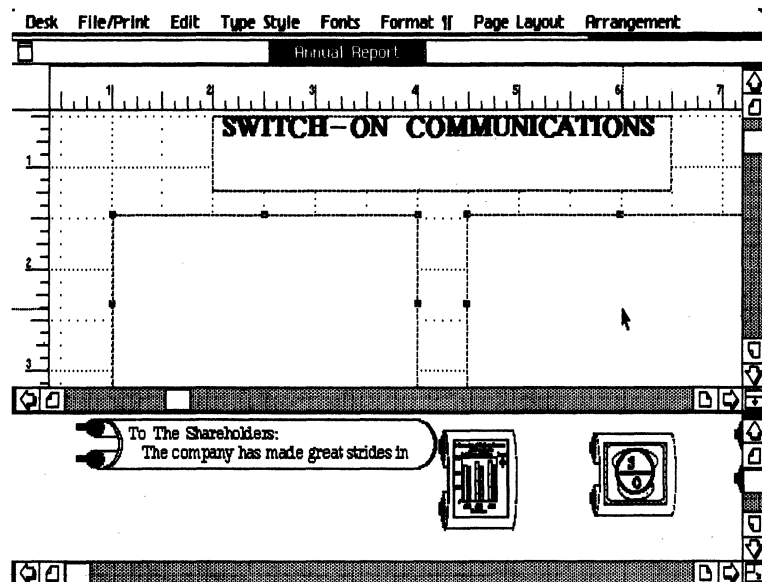 Desk File/Print Edit Type Style Fonts Format ¶ Page Layout Arrangement
Annual Report
1 2 3 4 5 6 7
SWITCH-ON COMMUNICATIONS
1
2
3
To The Shareholders:
The company has made great strides in
S
O